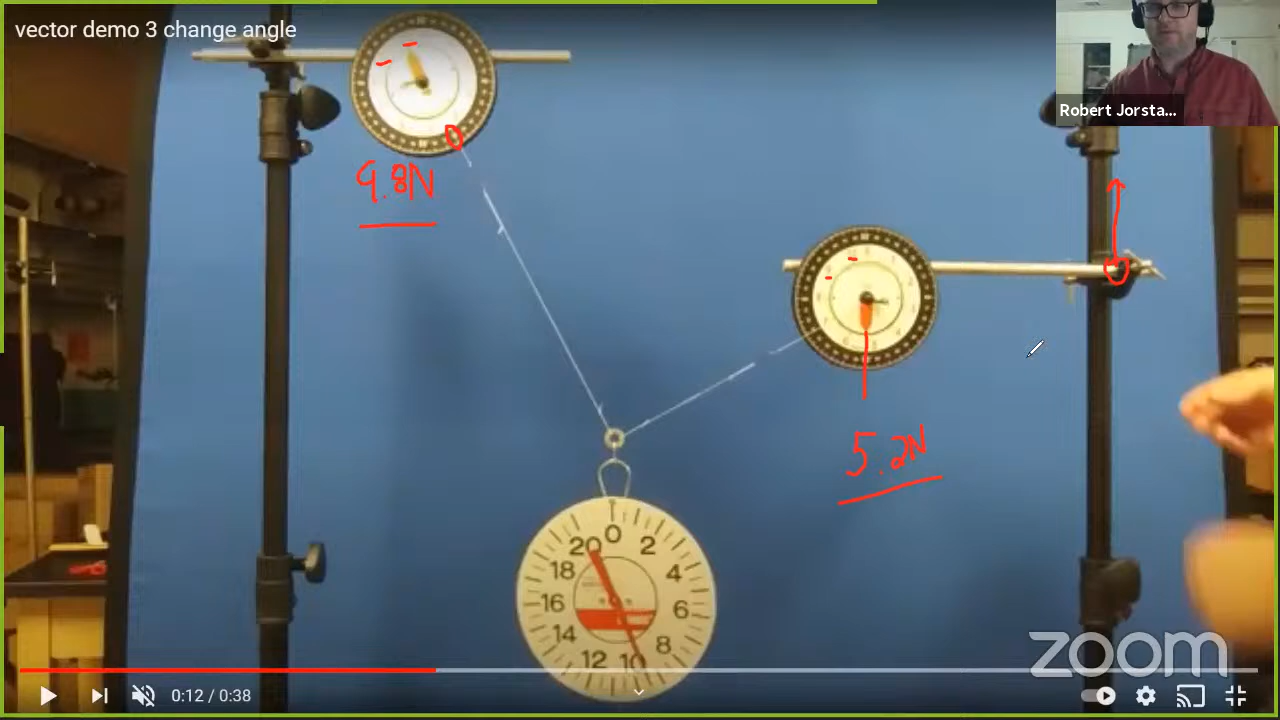 vector demo 3 change angle
Robert Jorsta...
9.8N
5.2N
0
20 2
18 4
16 6
14 8
12 10
zoom
0:12 / 0:38